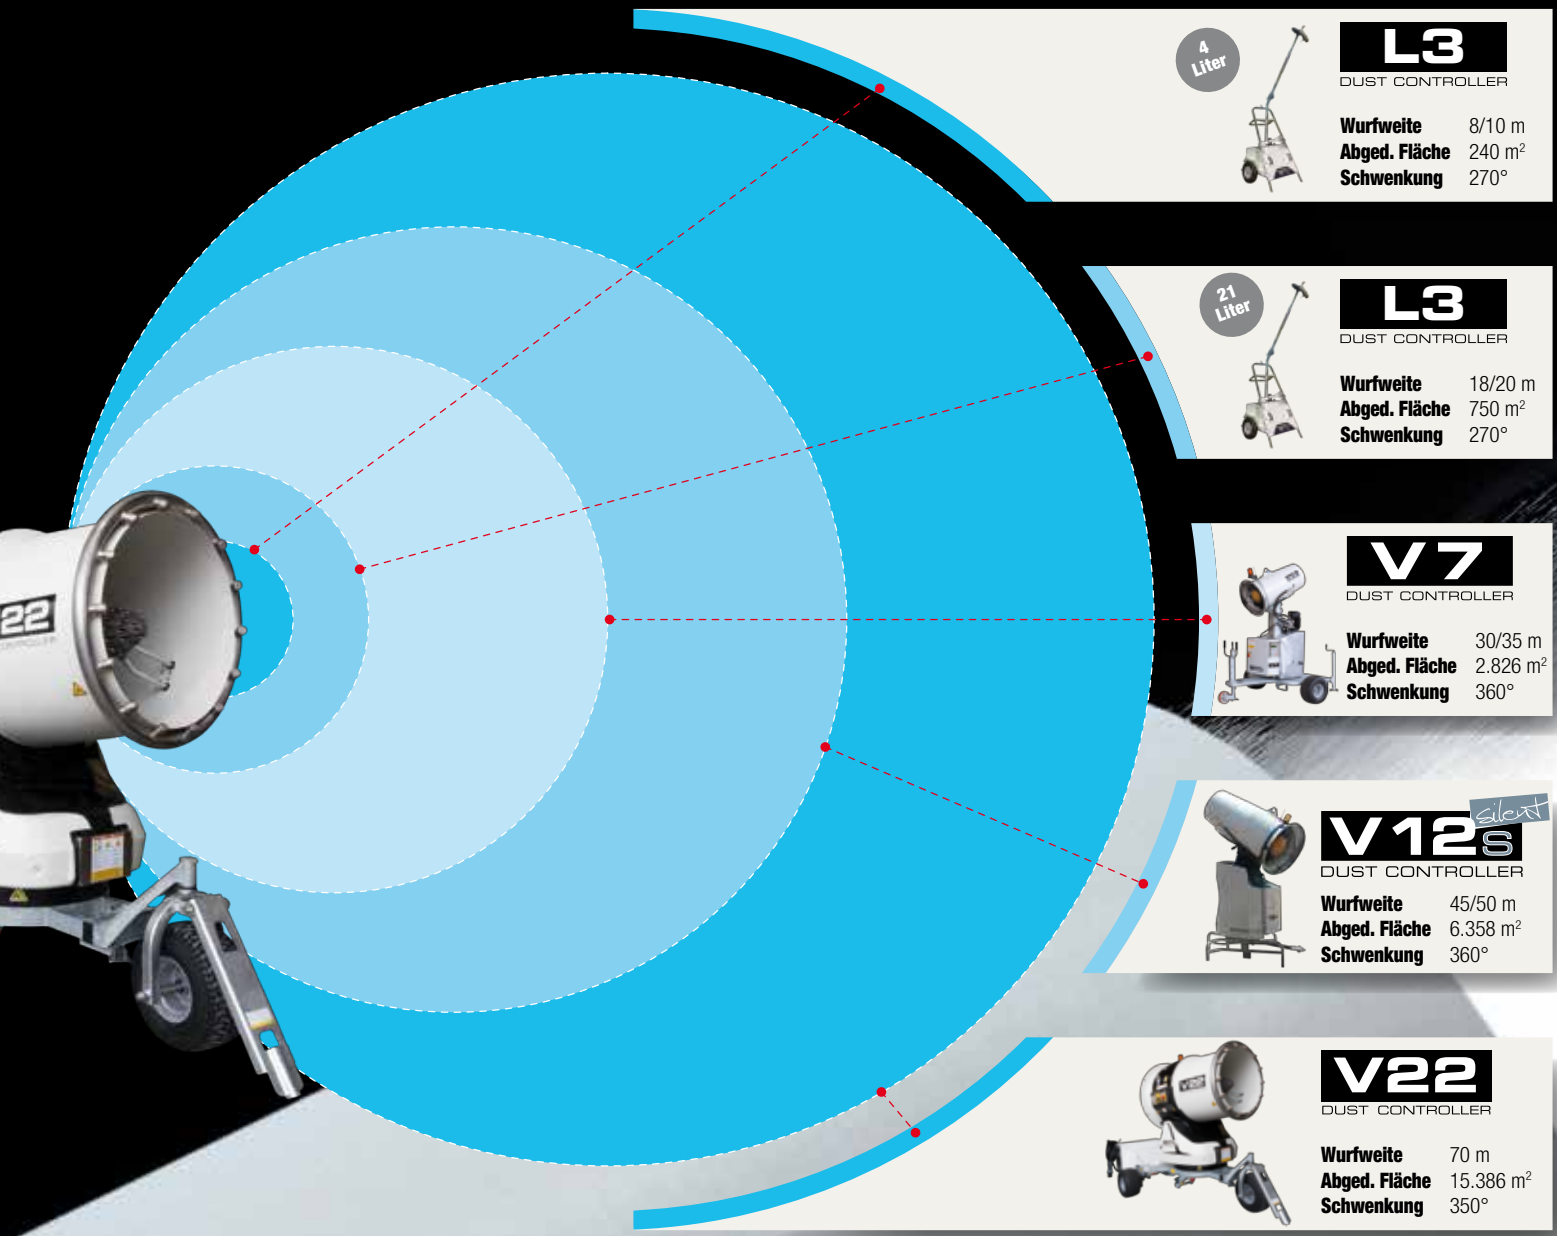 4
Liter
L3
DUST CONTROLLER
Wurfweite 8/10 m
Abged. Fläche 240 m²
Schwenkung 270°
21
Liter
L3
DUST CONTROLLER
Wurfweite 18/20 m
Abged. Fläche 750 m²
Schwenkung 270°
V7
DUST CONTROLLER
Wurfweite 30/35 m
Abged. Fläche 2.826 m²
Schwenkung 360°
silent
V12s
DUST CONTROLLER
Wurfweite 45/50 m
Abged. Fläche 6.358 m²
Schwenkung 360°
V22
DUST CONTROLLER
Wurfweite 70 m
Abged. Fläche 15.386 m²
Schwenkung 350°
22
V22